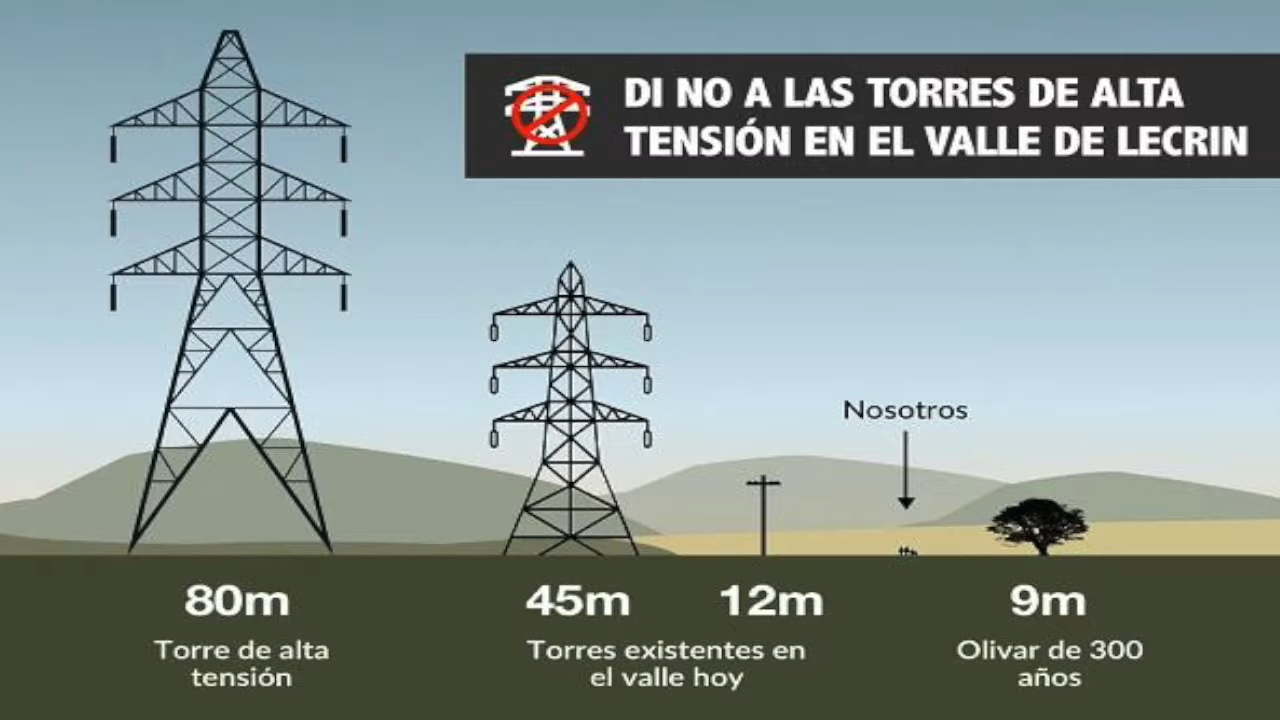 DI NO A LAS TORRES DE ALTA
TENSIÓN EN EL VALLE DE LECRIN
Nosotros
80m
Torre de alta
tensión
45m
12m
Torres existentes en
el valle hoy
9m
Olivar de 300
años